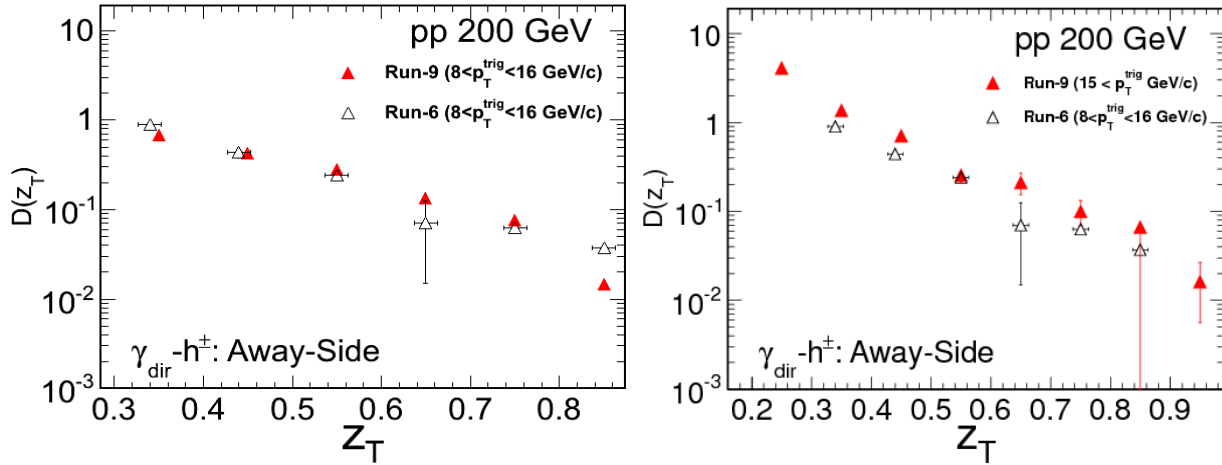 pp 200 GeV
Run-9 (8<p_T^trig<16 GeV/c)
Run-6 (8<p_T^trig<16 GeV/c)
D(z_T)
10
1
10^-1
10^-2
10^-3
γ_dir-h^±: Away-Side
0.3 0.4 0.5 0.6 0.7 0.8
z_T
pp 200 GeV
Run-9 (15 < p_T^trig GeV/c)
Run-6 (8<p_T^trig<16 GeV/c)
D(z_T)
10
1
10^-1
10^-2
10^-3
γ_dir-h^±: Away-Side
0.2 0.3 0.4 0.5 0.6 0.7 0.8 0.9
z_T